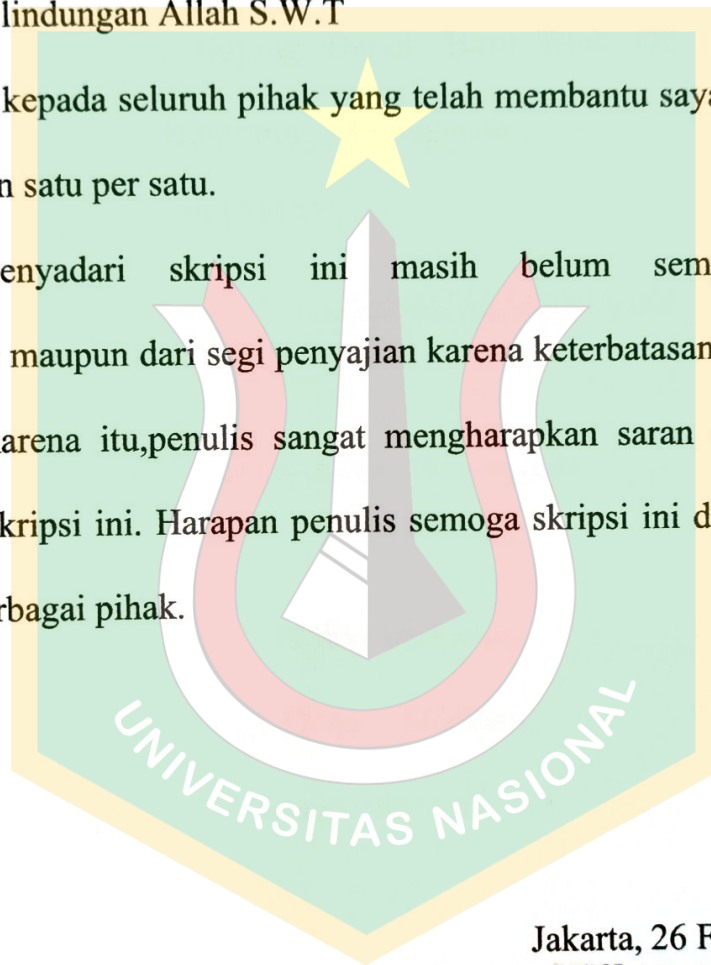 lindungan Allah S.W.T
kepada seluruh pihak yang telah membantu saya
n satu per satu.
enyadari skripsi ini masih belum sem
maupun dari segi penyajian karena keterbatasan
arena itu,penulis sangat mengharapkan saran
kripsi ini. Harapan penulis semoga skripsi ini d
rbagai pihak.
UNIVERSITAS NASIONAL
Jakarta, 26 F